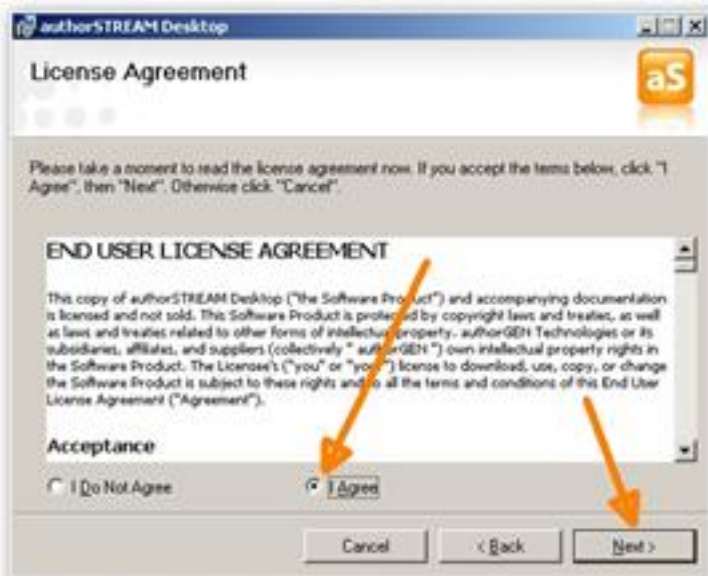 authorSTREAM Desktop
License Agreement
aS
Please take a moment to read the license agreement now. If you accept the terms below, click "I
Agree", then "Next". Otherwise click "Cancel".
END USER LICENSE AGREEMENT
This copy of authorSTREAM Desktop ("the Software Product") and accompanying documentation
is licensed and not sold. This Software Product is protected by copyright laws and treaties, as well
as laws and treaties related to other forms of intellectual property. authorGEN Technologies or its
subsidiaries, affiliates, and suppliers (collectively " authorGEN ") own intellectual property rights in
the Software Product. The Licensee's ("you" or "your") license to download, use, copy, or change
the Software Product is subject to these rights and to all the terms and conditions of this End User
License Agreement ("Agreement").
Acceptance
I Do Not Agree
I Agree
Cancel
< Back
Next >